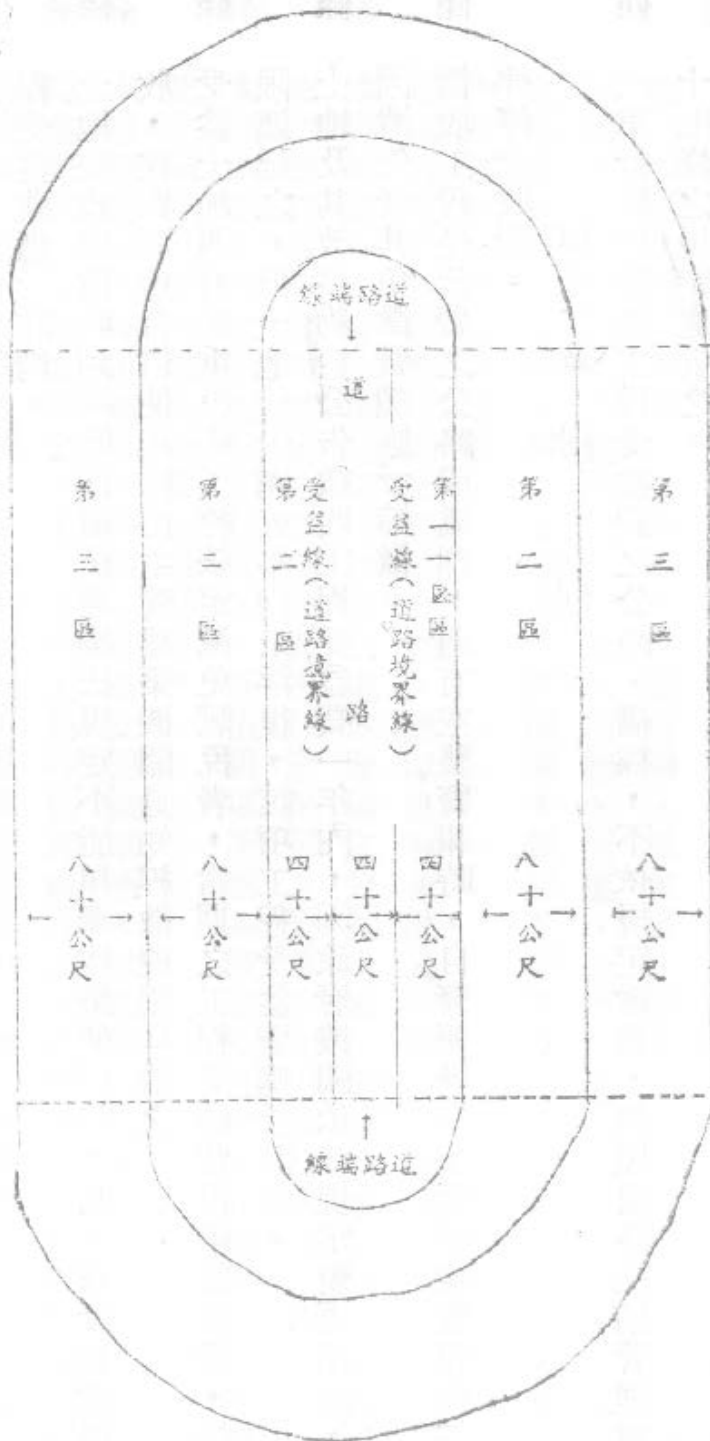 道路端線
第三區
第二區
第一區區
受益線（道路境界線）
道路
受益線（道路境界線）
第二區
第二區
第三區
八十公尺
八十公尺
四十公尺
四十公尺
四十公尺
八十公尺
八十公尺
道路端線